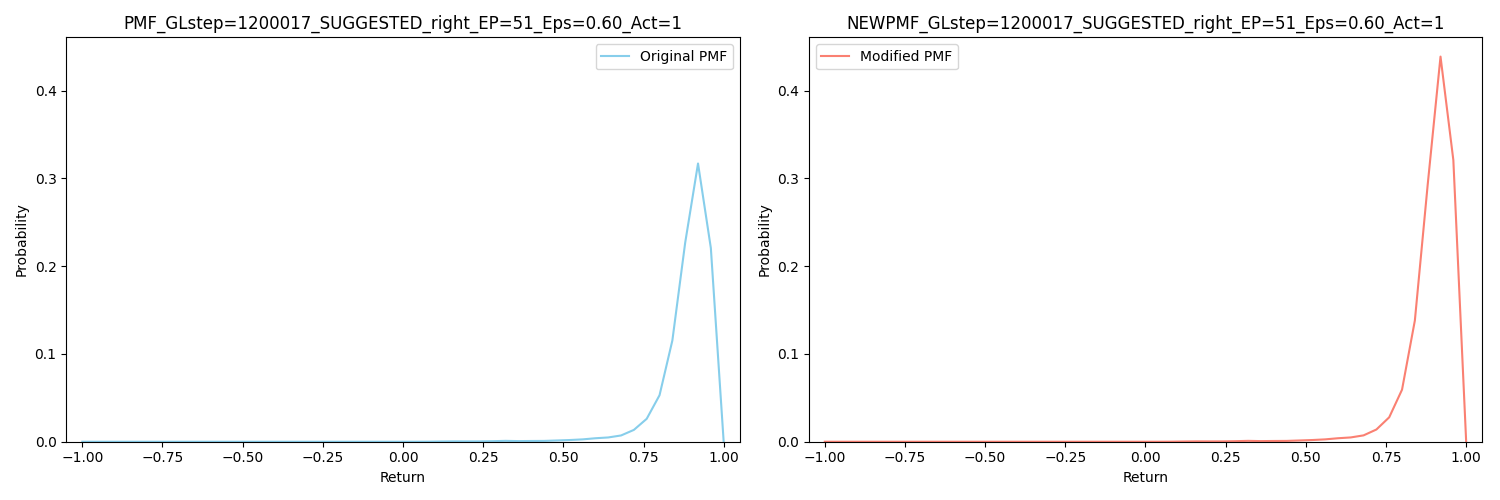 PMF_GLstep=1200017_SUGGESTED_right_EP=51_Eps=0.60_Act=1
Original PMF
Probability
0.4
0.3
0.2
0.1
0.0
−1.00 −0.75 −0.50 −0.25 0.00 0.25 0.50 0.75 1.00
Return
NEWPMF_GLstep=1200017_SUGGESTED_right_EP=51_Eps=0.60_Act=1
Modified PMF
Probability
0.4
0.3
0.2
0.1
0.0
−1.00 −0.75 −0.50 −0.25 0.00 0.25 0.50 0.75 1.00
Return